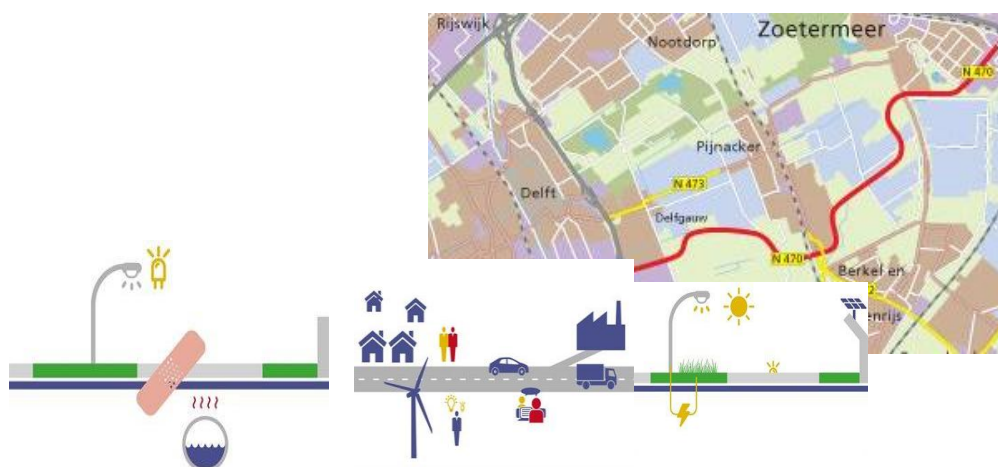 Rijswijk
Zoetermeer
Nootdorp
N 470
Pijnacker
N 473
Delft
Delfgauw
N 470
Berkel en
enrijs